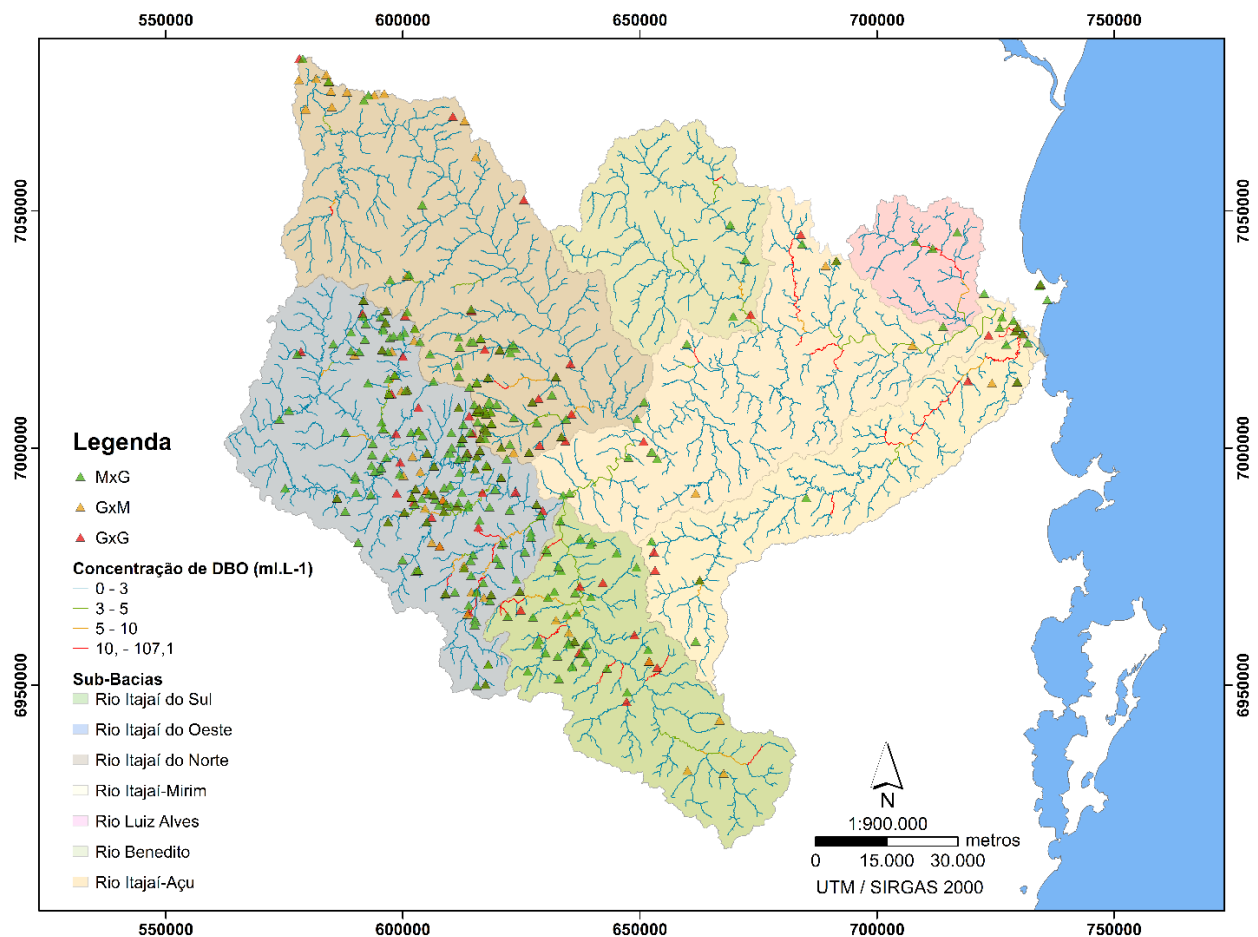 550000 600000 650000 700000 750000
7050000 7050000
7000000 7000000
6950000 6950000
Legenda
MxG
GxM
GxG
Concentração de DBO (ml.L-1)
0 - 3
3 - 5
5 - 10
10, - 107,1
Sub-Bacias
Rio Itajaí do Sul
Rio Itajaí do Oeste
Rio Itajaí do Norte
Rio Itajaí-Mirim
Rio Luiz Alves
Rio Benedito
Rio Itajaí-Açu
N
1:900.000
metros
0 15.000 30.000
UTM / SIRGAS 2000
550000 600000 650000 700000 750000